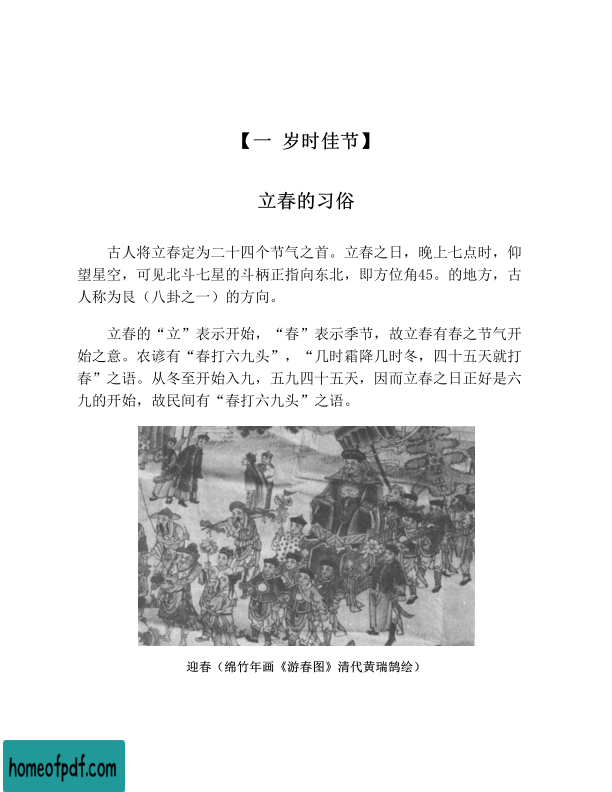 【一 岁时佳节】
立春的习俗
古人将立春定为二十四个节气之首。立春之日，晚上七点时，仰
望星空，可见北斗七星的斗柄正指向东北，即方位角45。的地方，古
人称为艮（八卦之一）的方向。
立春的“立”表示开始，“春”表示季节，故立春有春之节气开
始之意。农谚有“春打六九头”，“几时霜降几时冬，四十五天就打
春”之语。从冬至开始入九，五九四十五天，因而立春之日正好是六
九的开始，故民间有“春打六九头”之语。
迎春（绵竹年画《游春图》清代黄瑞鹄绘）
homeofpdf.com